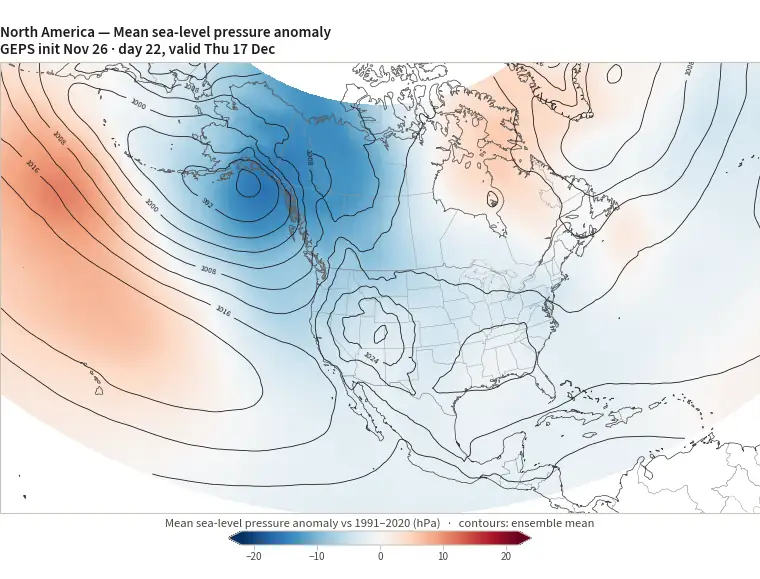 North America — Mean sea-level pressure anomaly
GEPS init Nov 26 · day 22, valid Thu 17 Dec
1008
1008
1000
1008
1008
1016
1000
992
1008
1016
1024
Mean sea-level pressure anomaly vs 1991–2020 (hPa) · contours: ensemble mean
−20 −10 0 10 20